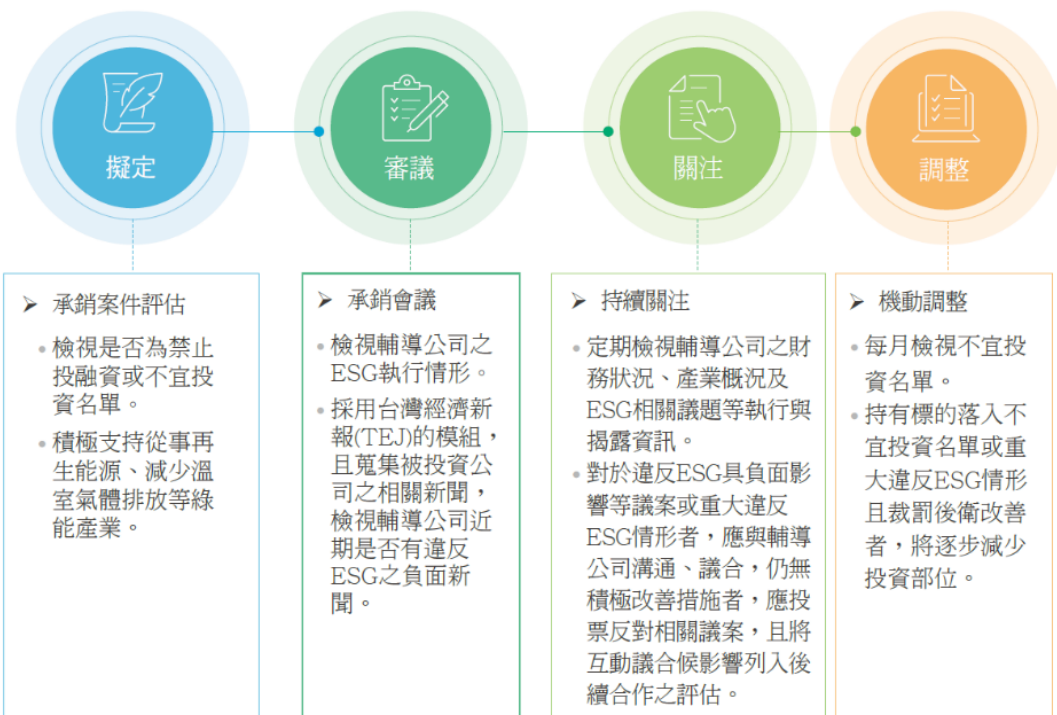 擬定
審議
關注
調整
➢ 承銷案件評估
• 檢視是否為禁止
投融資或不宜投
資名單。
• 積極支持從事再
生能源、減少溫
室氣體排放等綠
能產業。
➢ 承銷會議
• 檢視輔導公司之
ESG執行情形。
• 採用台灣經濟新
報(TEJ)的模組，
且蒐集被投資公
司之相關新聞，
檢視輔導公司近
期是否有違反
ESG之負面新
聞。
➢ 持續關注
• 定期檢視輔導公司之財
務狀況、產業概況及
ESG相關議題等執行與
揭露資訊。
• 對於違反ESG具負面影
響等議案或重大違反
ESG情形者，應與輔導
公司溝通、議合，仍無
積極改善措施者，應投
票反對相關議案，且將
互動議合候影響列入後
續合作之評估。
➢ 機動調整
• 每月檢視不宜投
資名單。
• 持有標的落入不
宜投資名單或重
大違反ESG情形
且裁罰後衛改善
者，將逐步減少
投資部位。